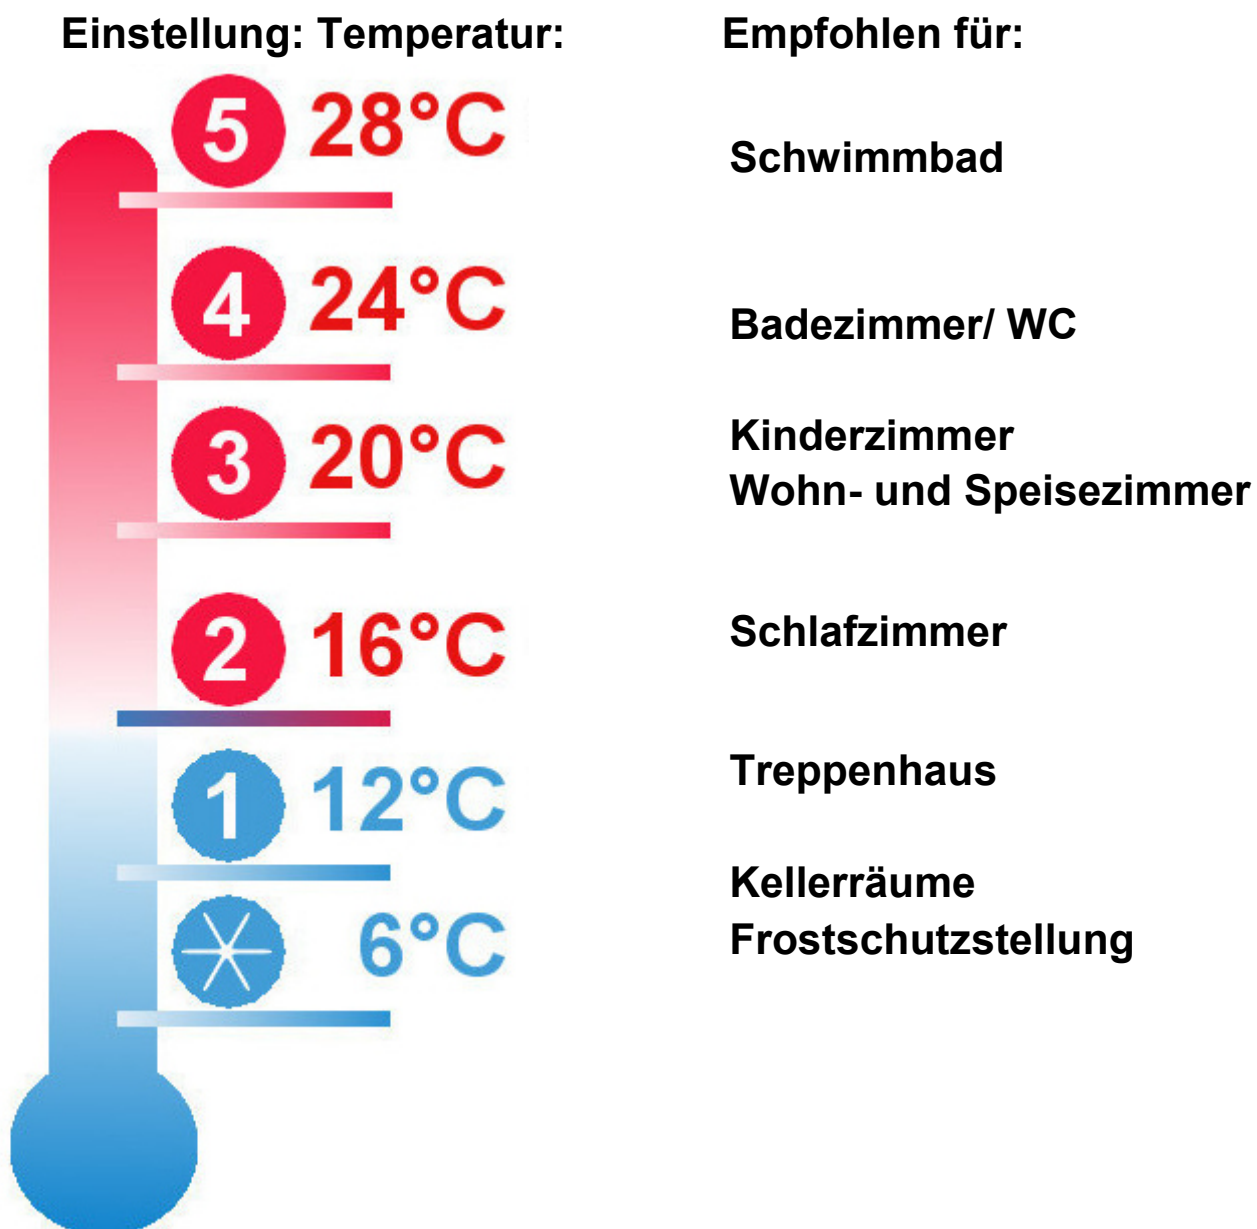 Einstellung: Temperatur: Empfohlen für:
5 28°C Schwimmbad
4 24°C Badezimmer/ WC
3 20°C Kinderzimmer
Wohn- und Speisezimmer
2 16°C Schlafzimmer
1 12°C Treppenhaus
6°C Kellerräume
Frostschutzstellung